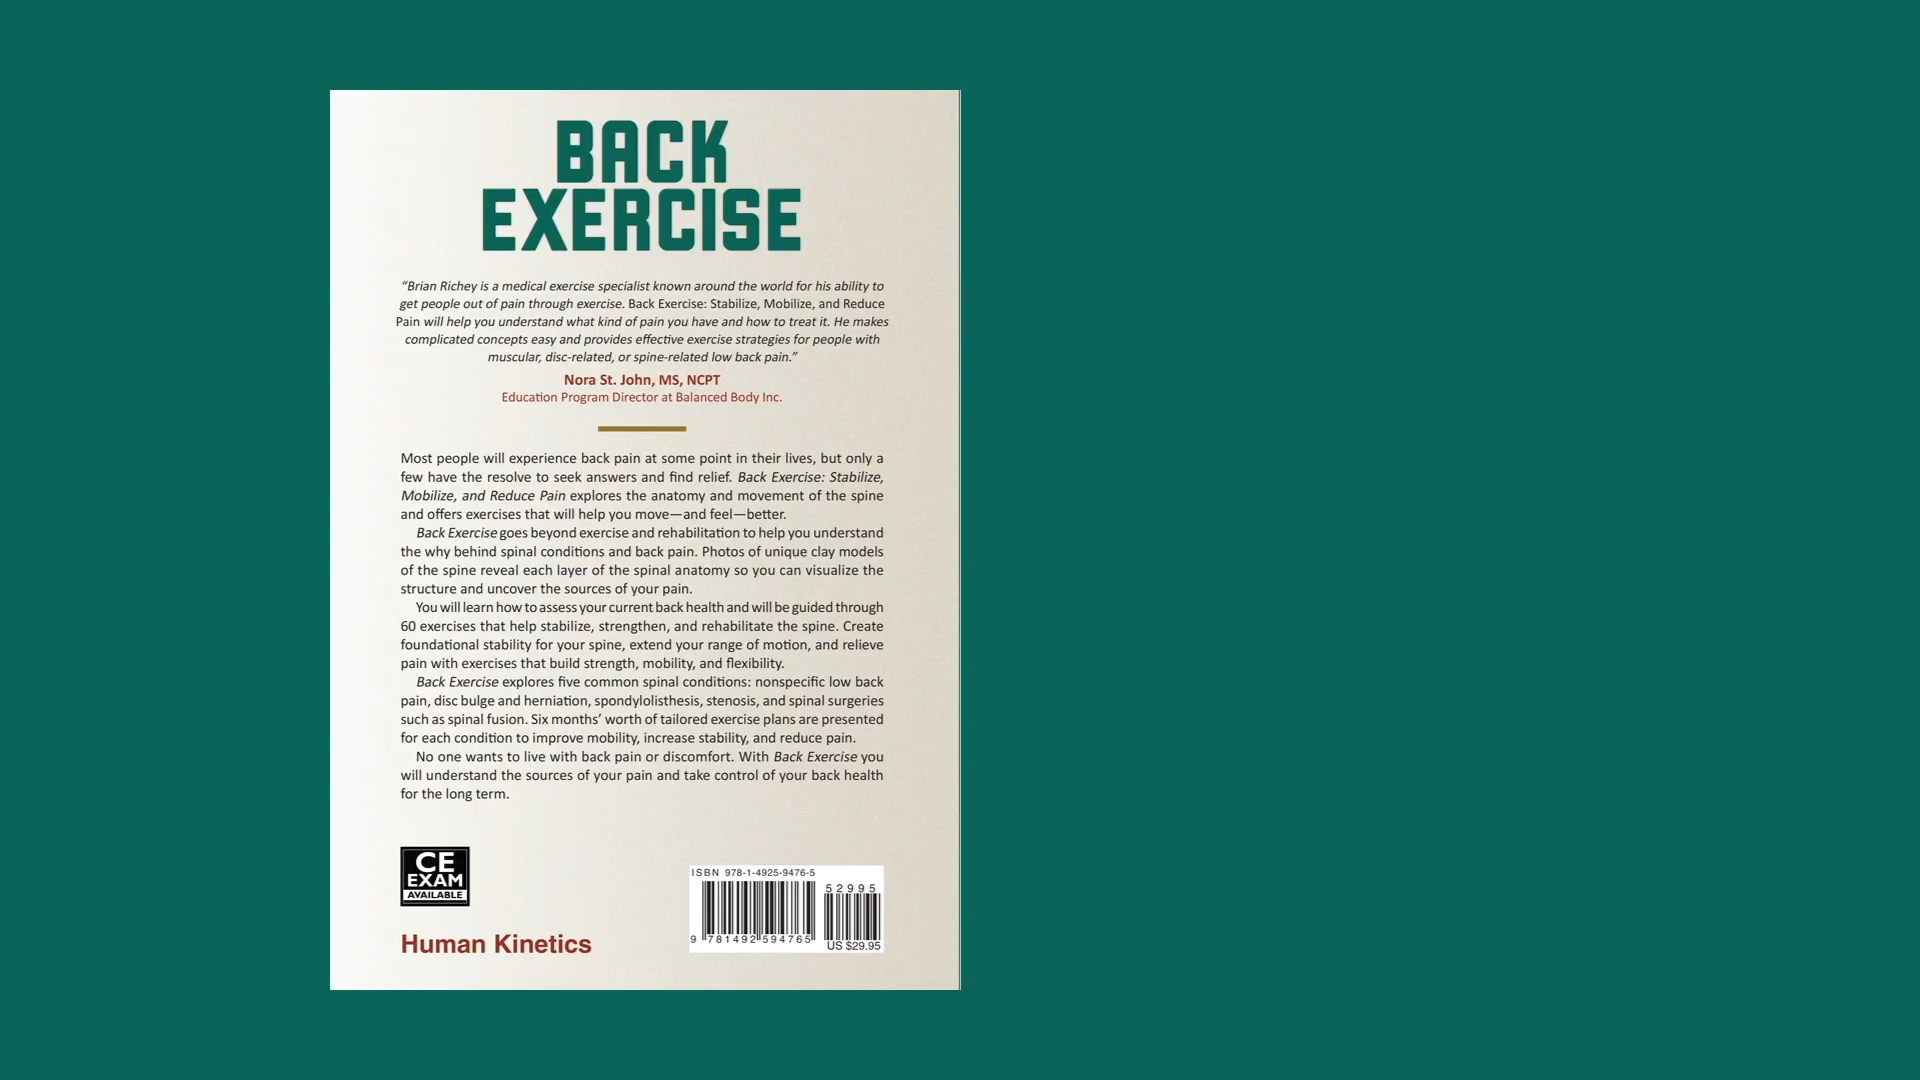 BACK
EXERCISE
“Brian Richey is a medical exercise specialist known around the world for his ability to
get people out of pain through exercise. Back Exercise: Stabilize, Mobilize, and Reduce
Pain will help you understand what kind of pain you have and how to treat it. He makes
complicated concepts easy and provides effective exercise strategies for people with
muscular, disc-related, or spine-related low back pain.”
Nora St. John, MS, NCPT
Education Program Director at Balanced Body Inc.
Most people will experience back pain at some point in their lives, but only a
few have the resolve to seek answers and find relief. Back Exercise: Stabilize,
Mobilize, and Reduce Pain explores the anatomy and movement of the spine
and offers exercises that will help you move—and feel—better.
Back Exercise goes beyond exercise and rehabilitation to help you understand
the why behind spinal conditions and back pain. Photos of unique clay models
of the spine reveal each layer of the spinal anatomy so you can visualize the
structure and uncover the sources of your pain.
You will learn how to assess your current back health and will be guided through
60 exercises that help stabilize, strengthen, and rehabilitate the spine. Create
foundational stability for your spine, extend your range of motion, and relieve
pain with exercises that build strength, mobility, and flexibility.
Back Exercise explores five common spinal conditions: nonspecific low back
pain, disc bulge and herniation, spondylolisthesis, stenosis, and spinal surgeries
such as spinal fusion. Six months’ worth of tailored exercise plans are presented
for each condition to improve mobility, increase stability, and reduce pain.
No one wants to live with back pain or discomfort. With Back Exercise you
will understand the sources of your pain and take control of your back health
for the long term.
CE
EXAM
AVAILABLE
Human Kinetics
ISBN 978-1-4925-9476-5
52995
9 781492 594765
US $29.95